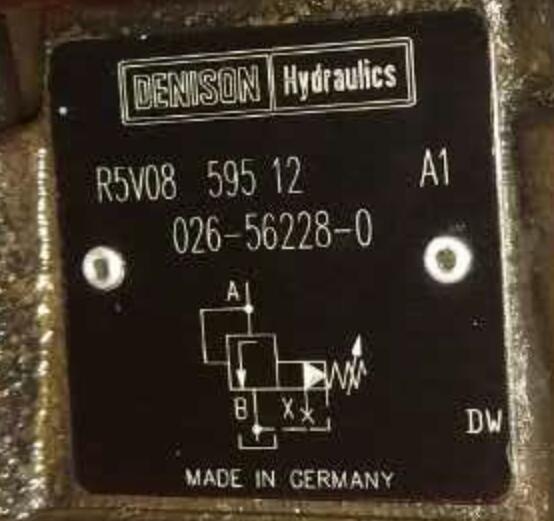 DENISON Hydraulics
R5V08 595 12 A1
026-56228-0
A
B X
DW
MADE IN GERMANY